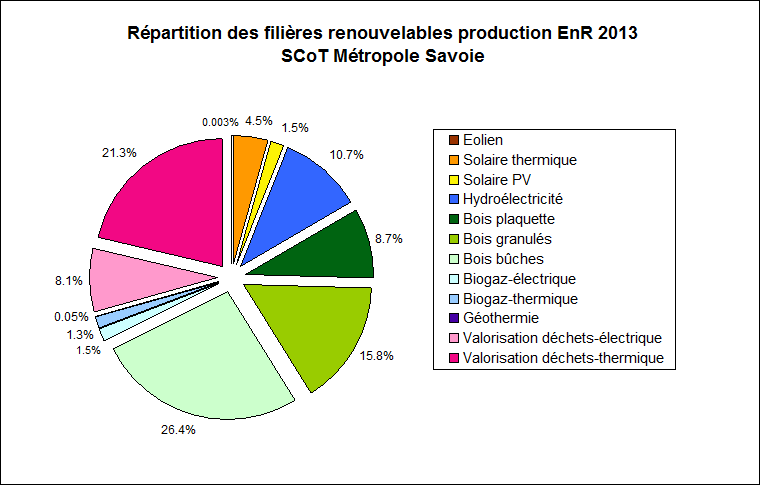 Répartition des filières renouvelables production EnR 2013
SCoT Métropole Savoie
0.003%
4.5%
1.5%
10.7%
8.7%
15.8%
26.4%
1.5%
1.3%
0.05%
8.1%
21.3%
Eolien
Solaire thermique
Solaire PV
Hydroélectricité
Bois plaquette
Bois granulés
Bois bûches
Biogaz-électrique
Biogaz-thermique
Géothermie
Valorisation déchets-électrique
Valorisation déchets-thermique